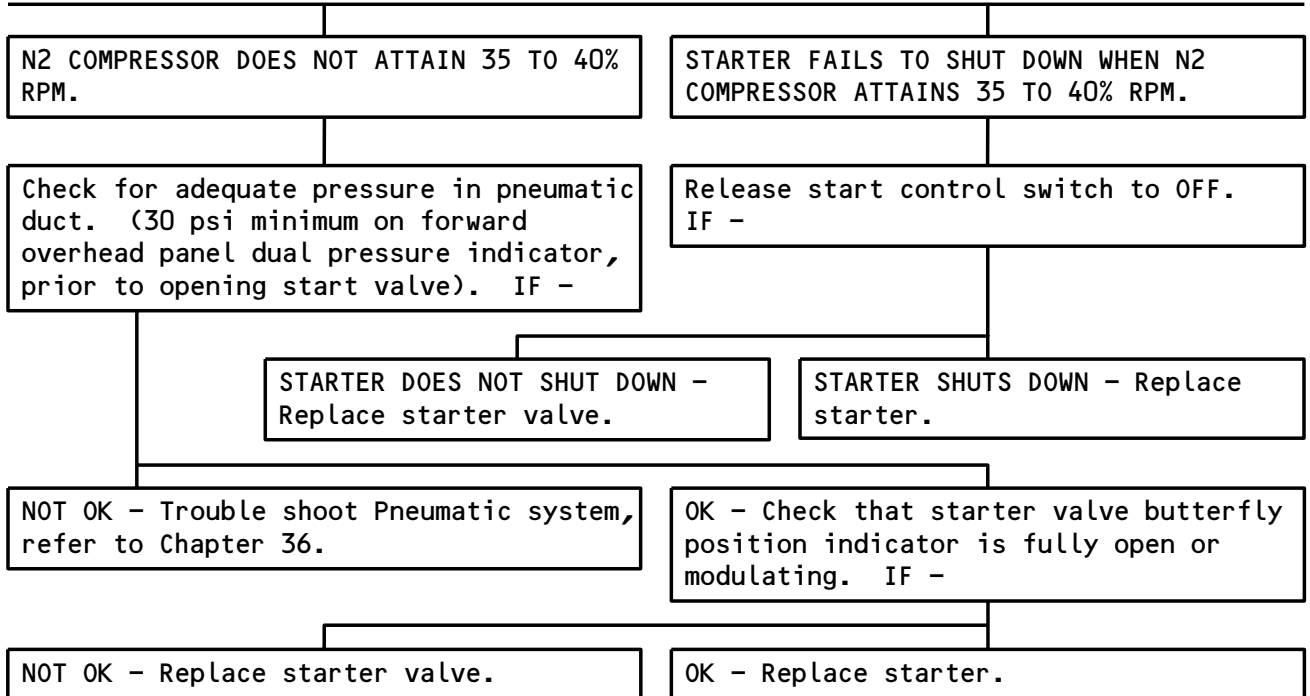 N2 COMPRESSOR DOES NOT ATTAIN 35 TO 40%
RPM.
STARTER FAILS TO SHUT DOWN WHEN N2
COMPRESSOR ATTAINS 35 TO 40% RPM.
Check for adequate pressure in pneumatic
duct.  (30 psi minimum on forward
overhead panel dual pressure indicator,
prior to opening start valve).  IF -
Release start control switch to OFF.
IF -
STARTER DOES NOT SHUT DOWN -
Replace starter valve.
STARTER SHUTS DOWN - Replace
starter.
NOT OK - Trouble shoot Pneumatic system,
refer to Chapter 36.
OK - Check that starter valve butterfly
position indicator is fully open or
modulating.  IF -
NOT OK - Replace starter valve.
OK - Replace starter.